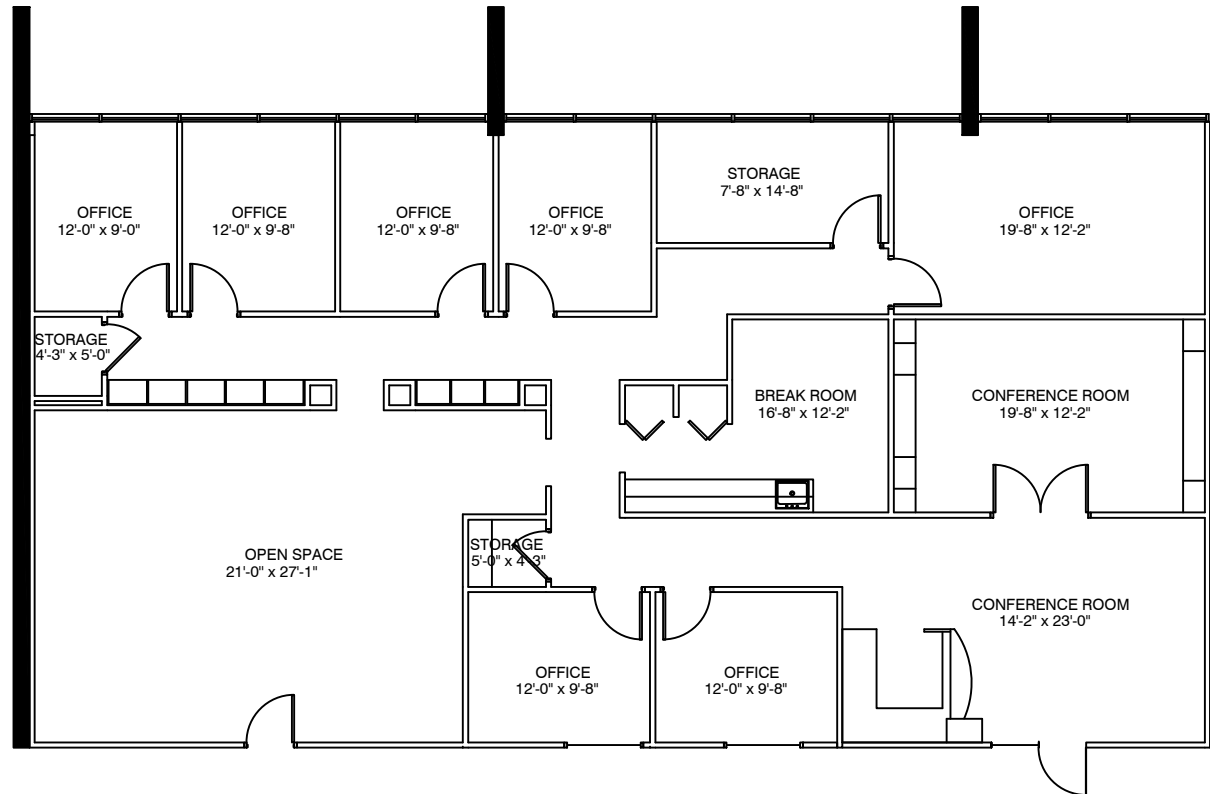 STORAGE
7'-8" x 14'-8"
OFFICE
12'-0" x 9'-0"
OFFICE
12'-0" x 9'-8"
OFFICE
12'-0" x 9'-8"
OFFICE
12'-0" x 9'-8"
OFFICE
19'-8" x 12'-2"
STORAGE
4'-3" x 5'-0"
BREAK ROOM
16'-8" x 12'-2"
CONFERENCE ROOM
19'-8" x 12'-2"
OPEN SPACE
21'-0" x 27'-1"
STORAGE
5'-0" x 4'-3"
CONFERENCE ROOM
14'-2" x 23'-0"
OFFICE
12'-0" x 9'-8"
OFFICE
12'-0" x 9'-8"